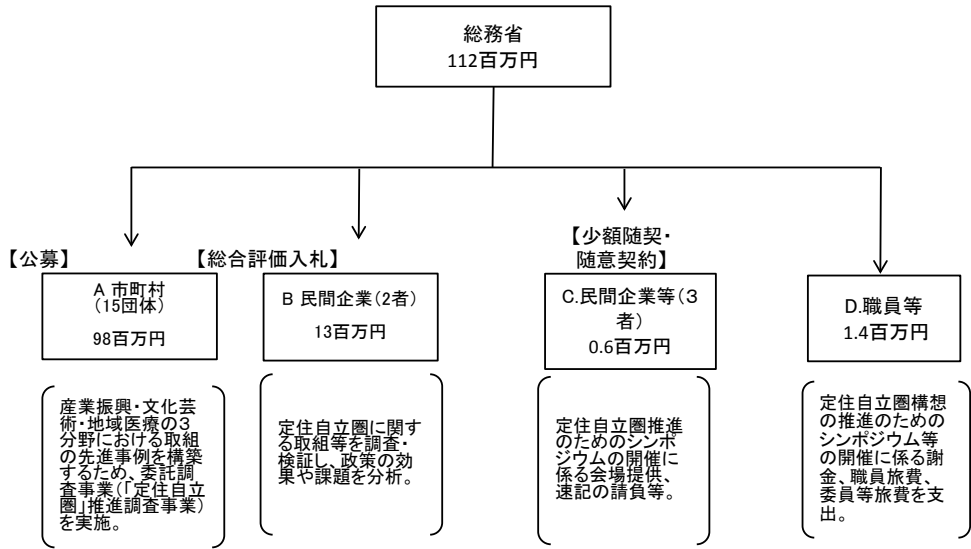 総務省
112百万円
【公募】
A 市町村
(15団体)
98百万円
産業振興・文化芸
術・地域医療の3
分野における取組
の先進事例を構築
するため、委託調
査事業(「定住自立
圏」推進調査事業)
を実施。
【総合評価入札】
B 民間企業(2者)
13百万円
定住自立圏に関す
る取組等を調査・
検証し、政策の効
果や課題を分析。
【少額随契・
随意契約】
C.民間企業等(3
者)
0.6百万円
定住自立圏推進
のためのシンポ
ジウムの開催に
係る会場提供、
速記の請負等。
D.職員等
1.4百万円
定住自立圏構想
の推進のための
シンポジウム等
の開催に係る謝
金、職員旅費、
委員等旅費を支
出。